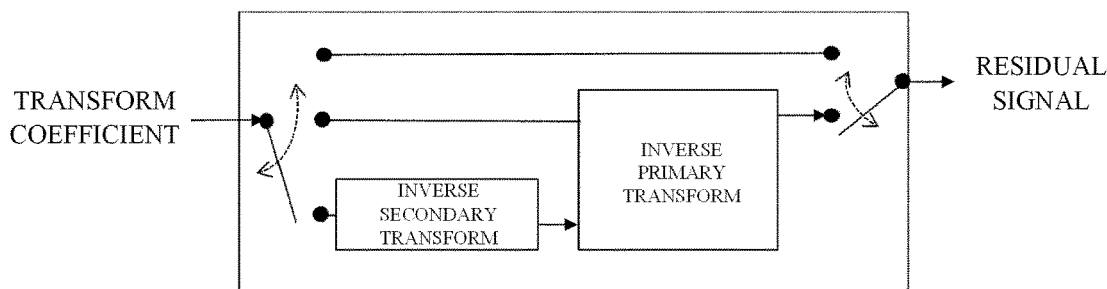 TRANSFORM
COEFFICIENT
INVERSE
SECONDARY
TRANSFORM
INVERSE
PRIMARY
TRANSFORM
RESIDUAL
SIGNAL